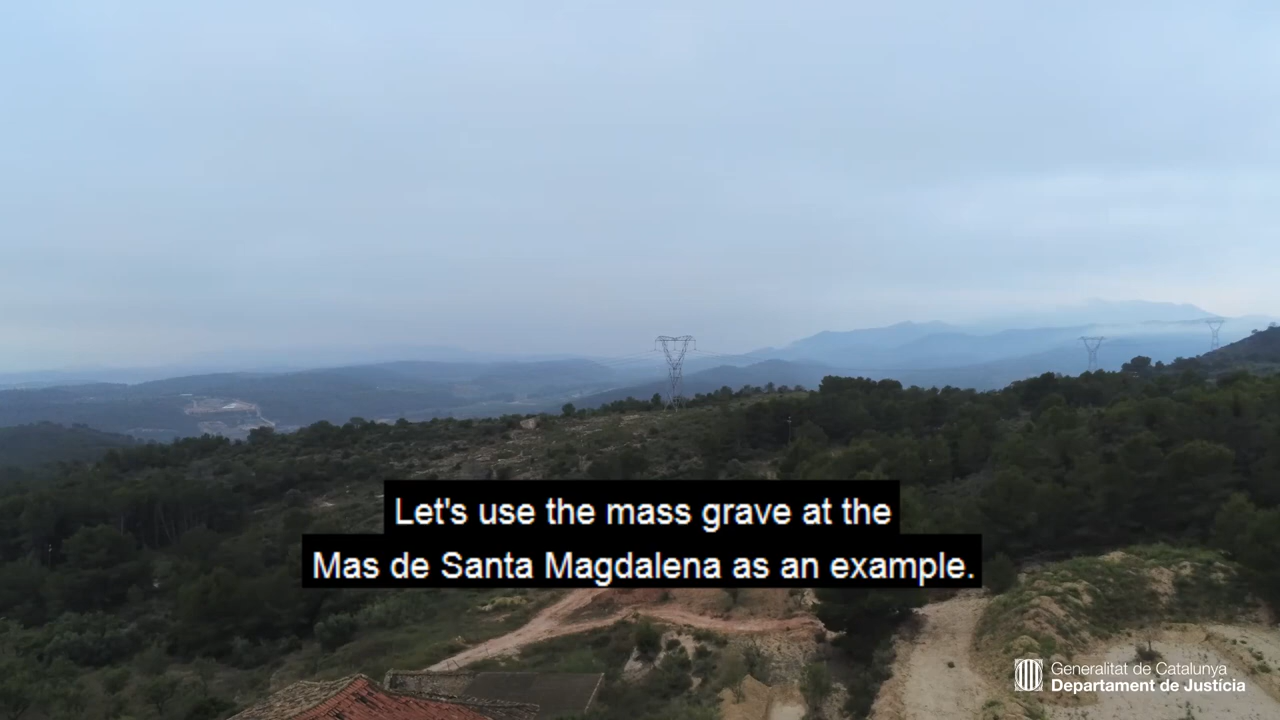 Let's use the mass grave at the
Mas de Santa Magdalena as an example.
Generalitat de Catalunya
Departament de Justícia